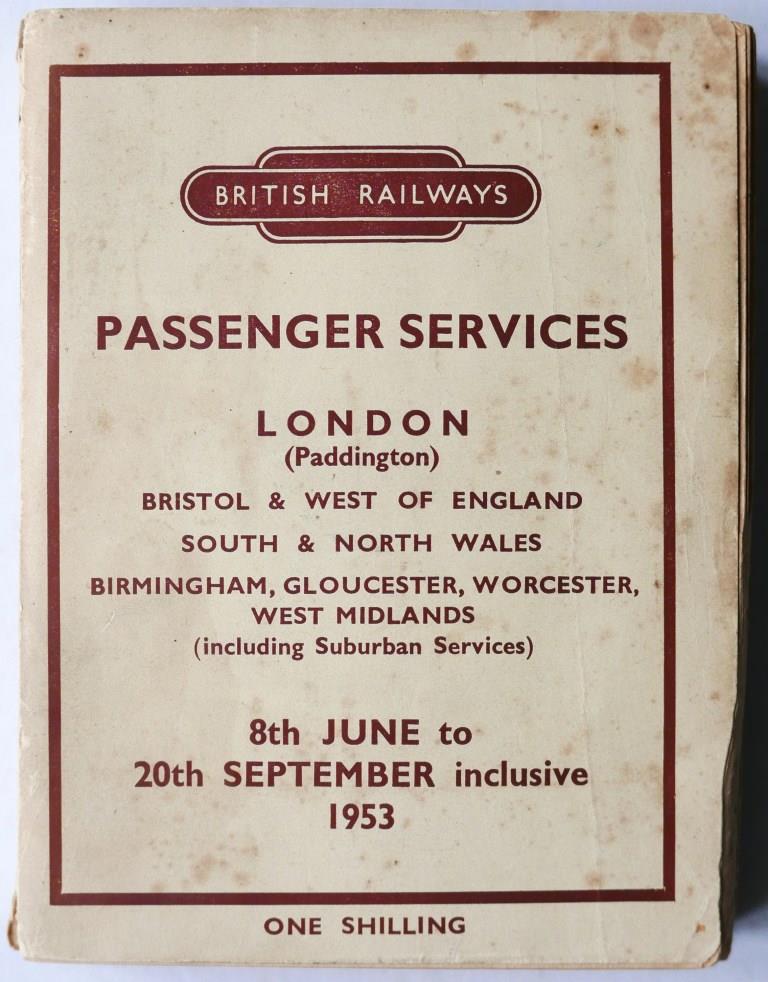 BRITISH RAILWAYS
PASSENGER SERVICES
LONDON
(Paddington)
BRISTOL & WEST OF ENGLAND
SOUTH & NORTH WALES
BIRMINGHAM, GLOUCESTER, WORCESTER,
WEST MIDLANDS
(including Suburban Services)
8th JUNE to
20th SEPTEMBER inclusive
1953
ONE SHILLING